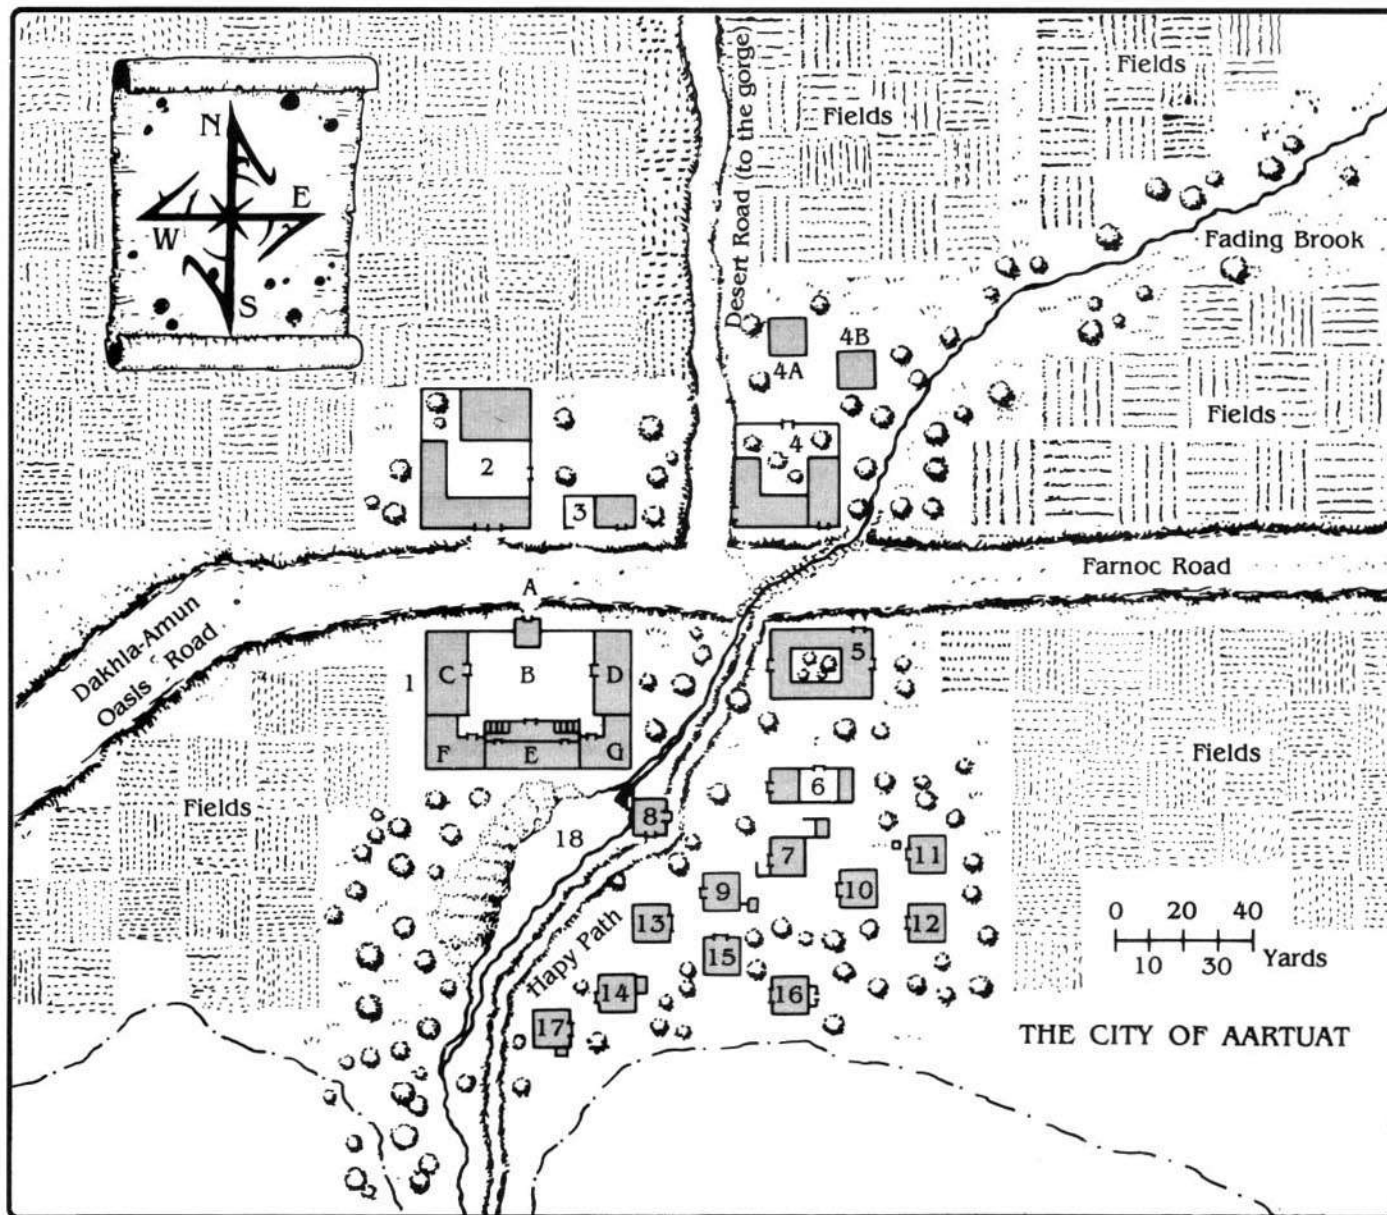 N
E
W
S
Fields
Fields
Desert Road (to the gorge)
Fading Brook
4B
4A
Fields
4
2
3
Farnoc Road
A
Dakhla-Amun
Oasis Road
1
C
B
D
5
F
E
G
Fields
Fields
6
8
18
7
11
9
10
0 20 40
13
12
10 30 Yards
15
Hapy Path
14
16
17
THE CITY OF AARTUAT